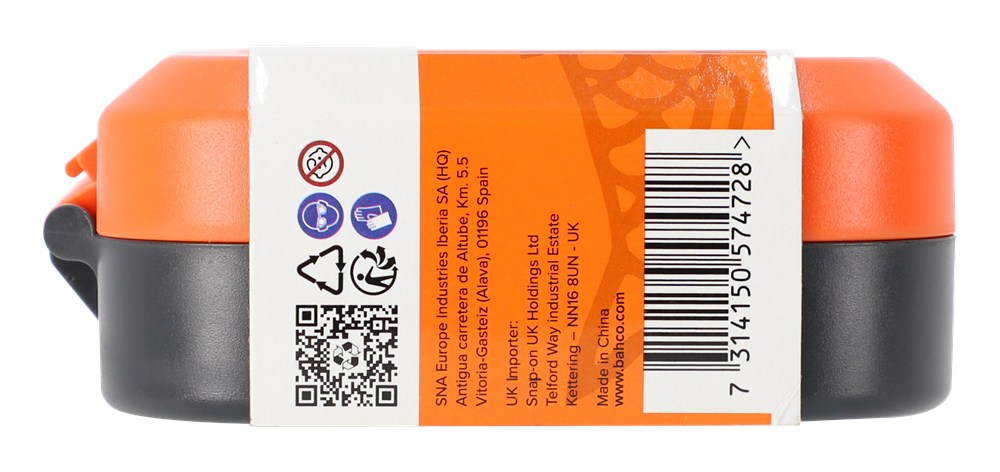 SNA Europe Industries Iberia SA (HQ)
Antigua carretera de Altube, Km. 5.5
Vitoria-Gasteiz (Alava), 01196 Spain
UK Importer:
Snap-on UK Holdings Ltd
Telford Way industrial Estate
Kettering – NN16 8UN - UK
Made in China
www.bahco.com
7 314150 574728 >